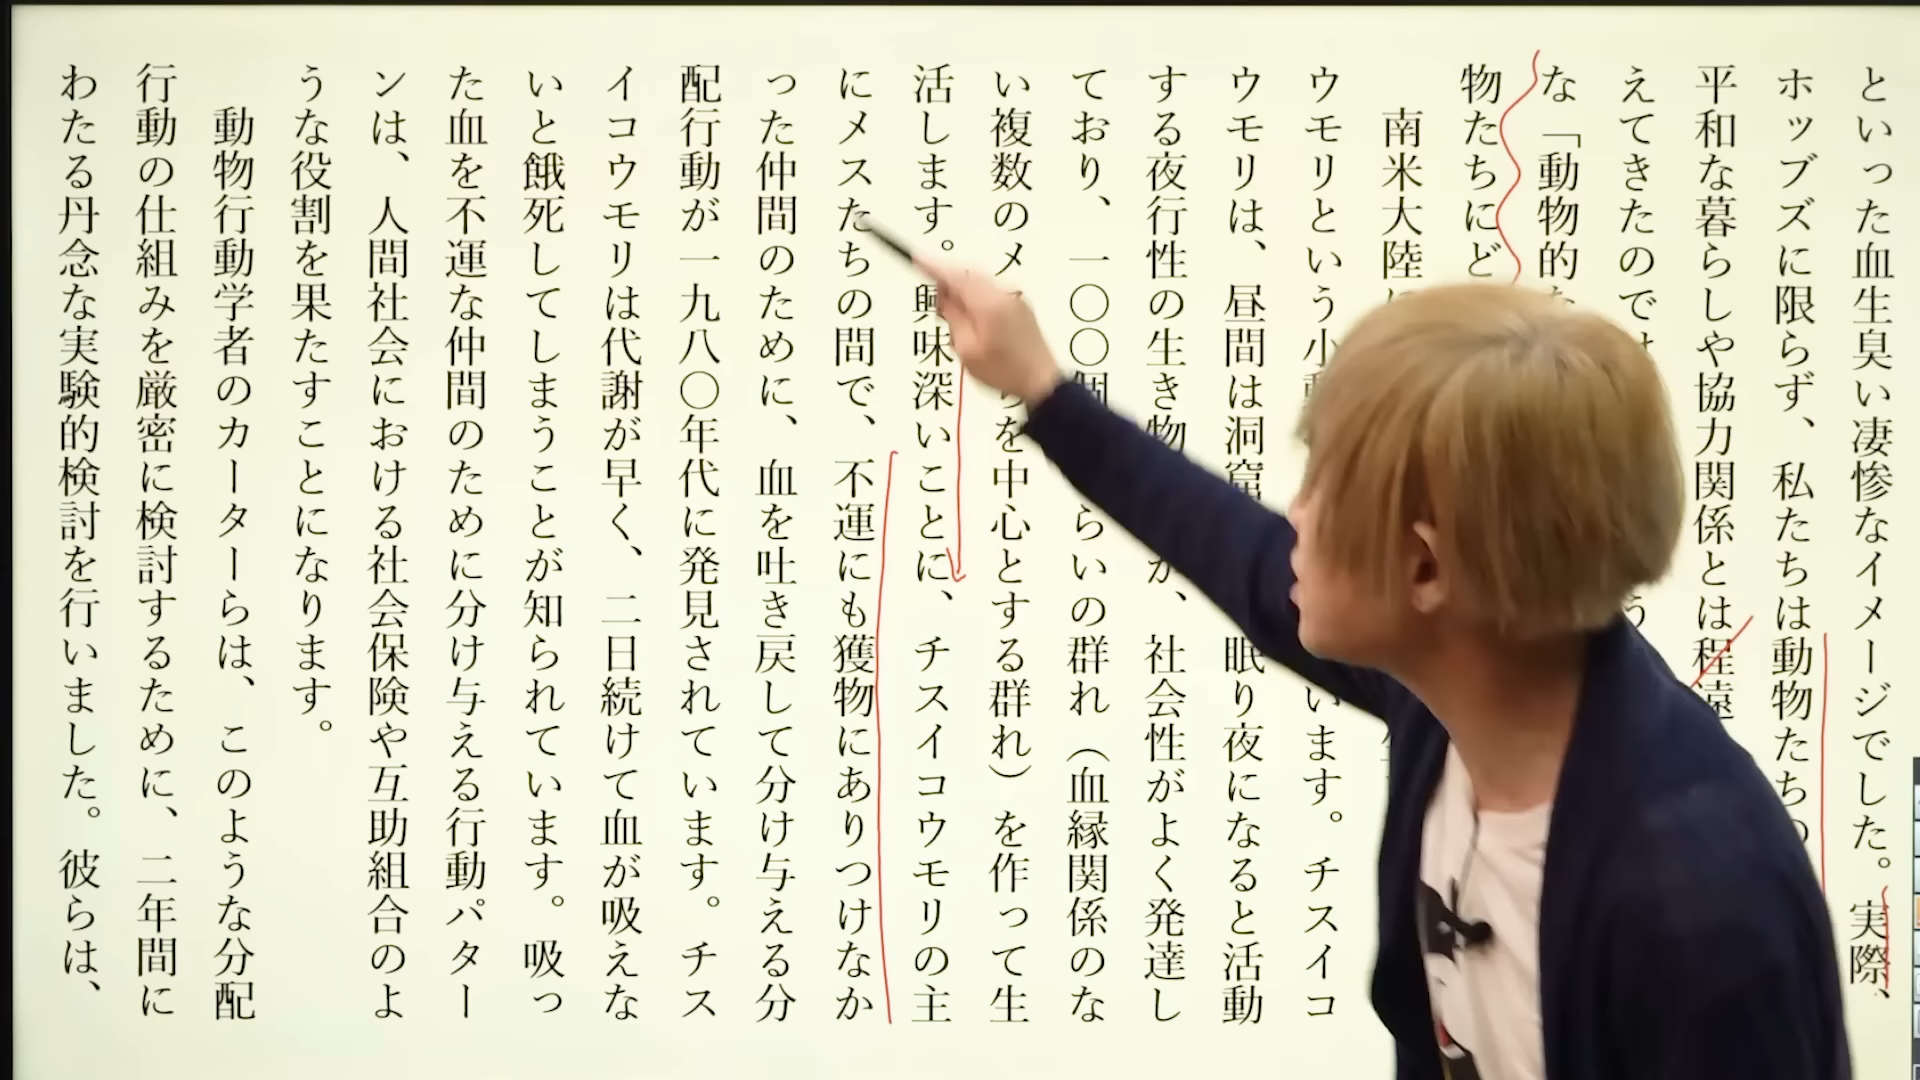 といった血生臭い凄惨なイメージでした。実際、
ホッブズに限らず、私たちは動物たちの
平和な暮らしや協力関係とは程遠
えてきたのでは
な「動物的な
物たちにど
南米大陸に
ウモリという小動 います。チスイコ
ウモリは、昼間は洞窟 眠り夜になると活動
する夜行性の生き物 が、社会性がよく発達し
ており、一〇〇個 らいの群れ（血縁関係のな
い複数のメス らを中心とする群れ）を作って生
活します。興味深いことに、チスイコウモリの主
にメスたちの間で、不運にも獲物にありつけなか
った仲間のために、血を吐き戻して分け与える分
配行動が一九八〇年代に発見されています。チス
イコウモリは代謝が早く、二日続けて血が吸えな
いと餓死してしまうことが知られています。吸っ
た血を不運な仲間のために分け与える行動パター
ンは、人間社会における社会保険や互助組合のよ
うな役割を果たすことになります。
動物行動学者のカーターらは、このような分配
行動の仕組みを厳密に検討するために、二年間に
わたる丹念な実験的検討を行いました。彼らは、